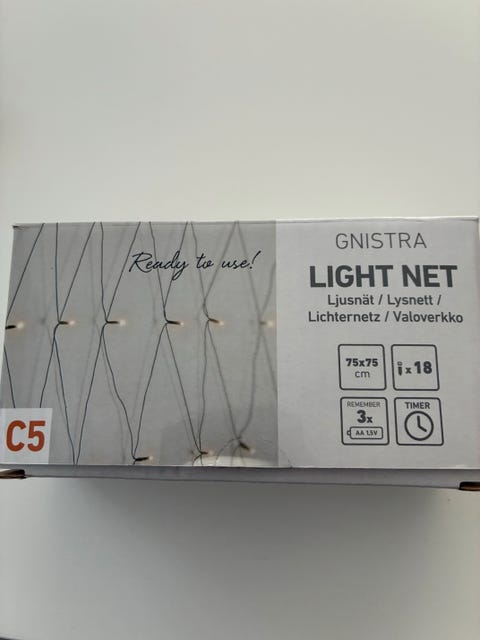 Ready to use!
C5
GNISTRA
LIGHT NET
Ljusnät / Lysnett /
Lichternetz / Valoverkko
75x75
cm
x 18
REMEMBER
3x
AA 1,5V
TIMER